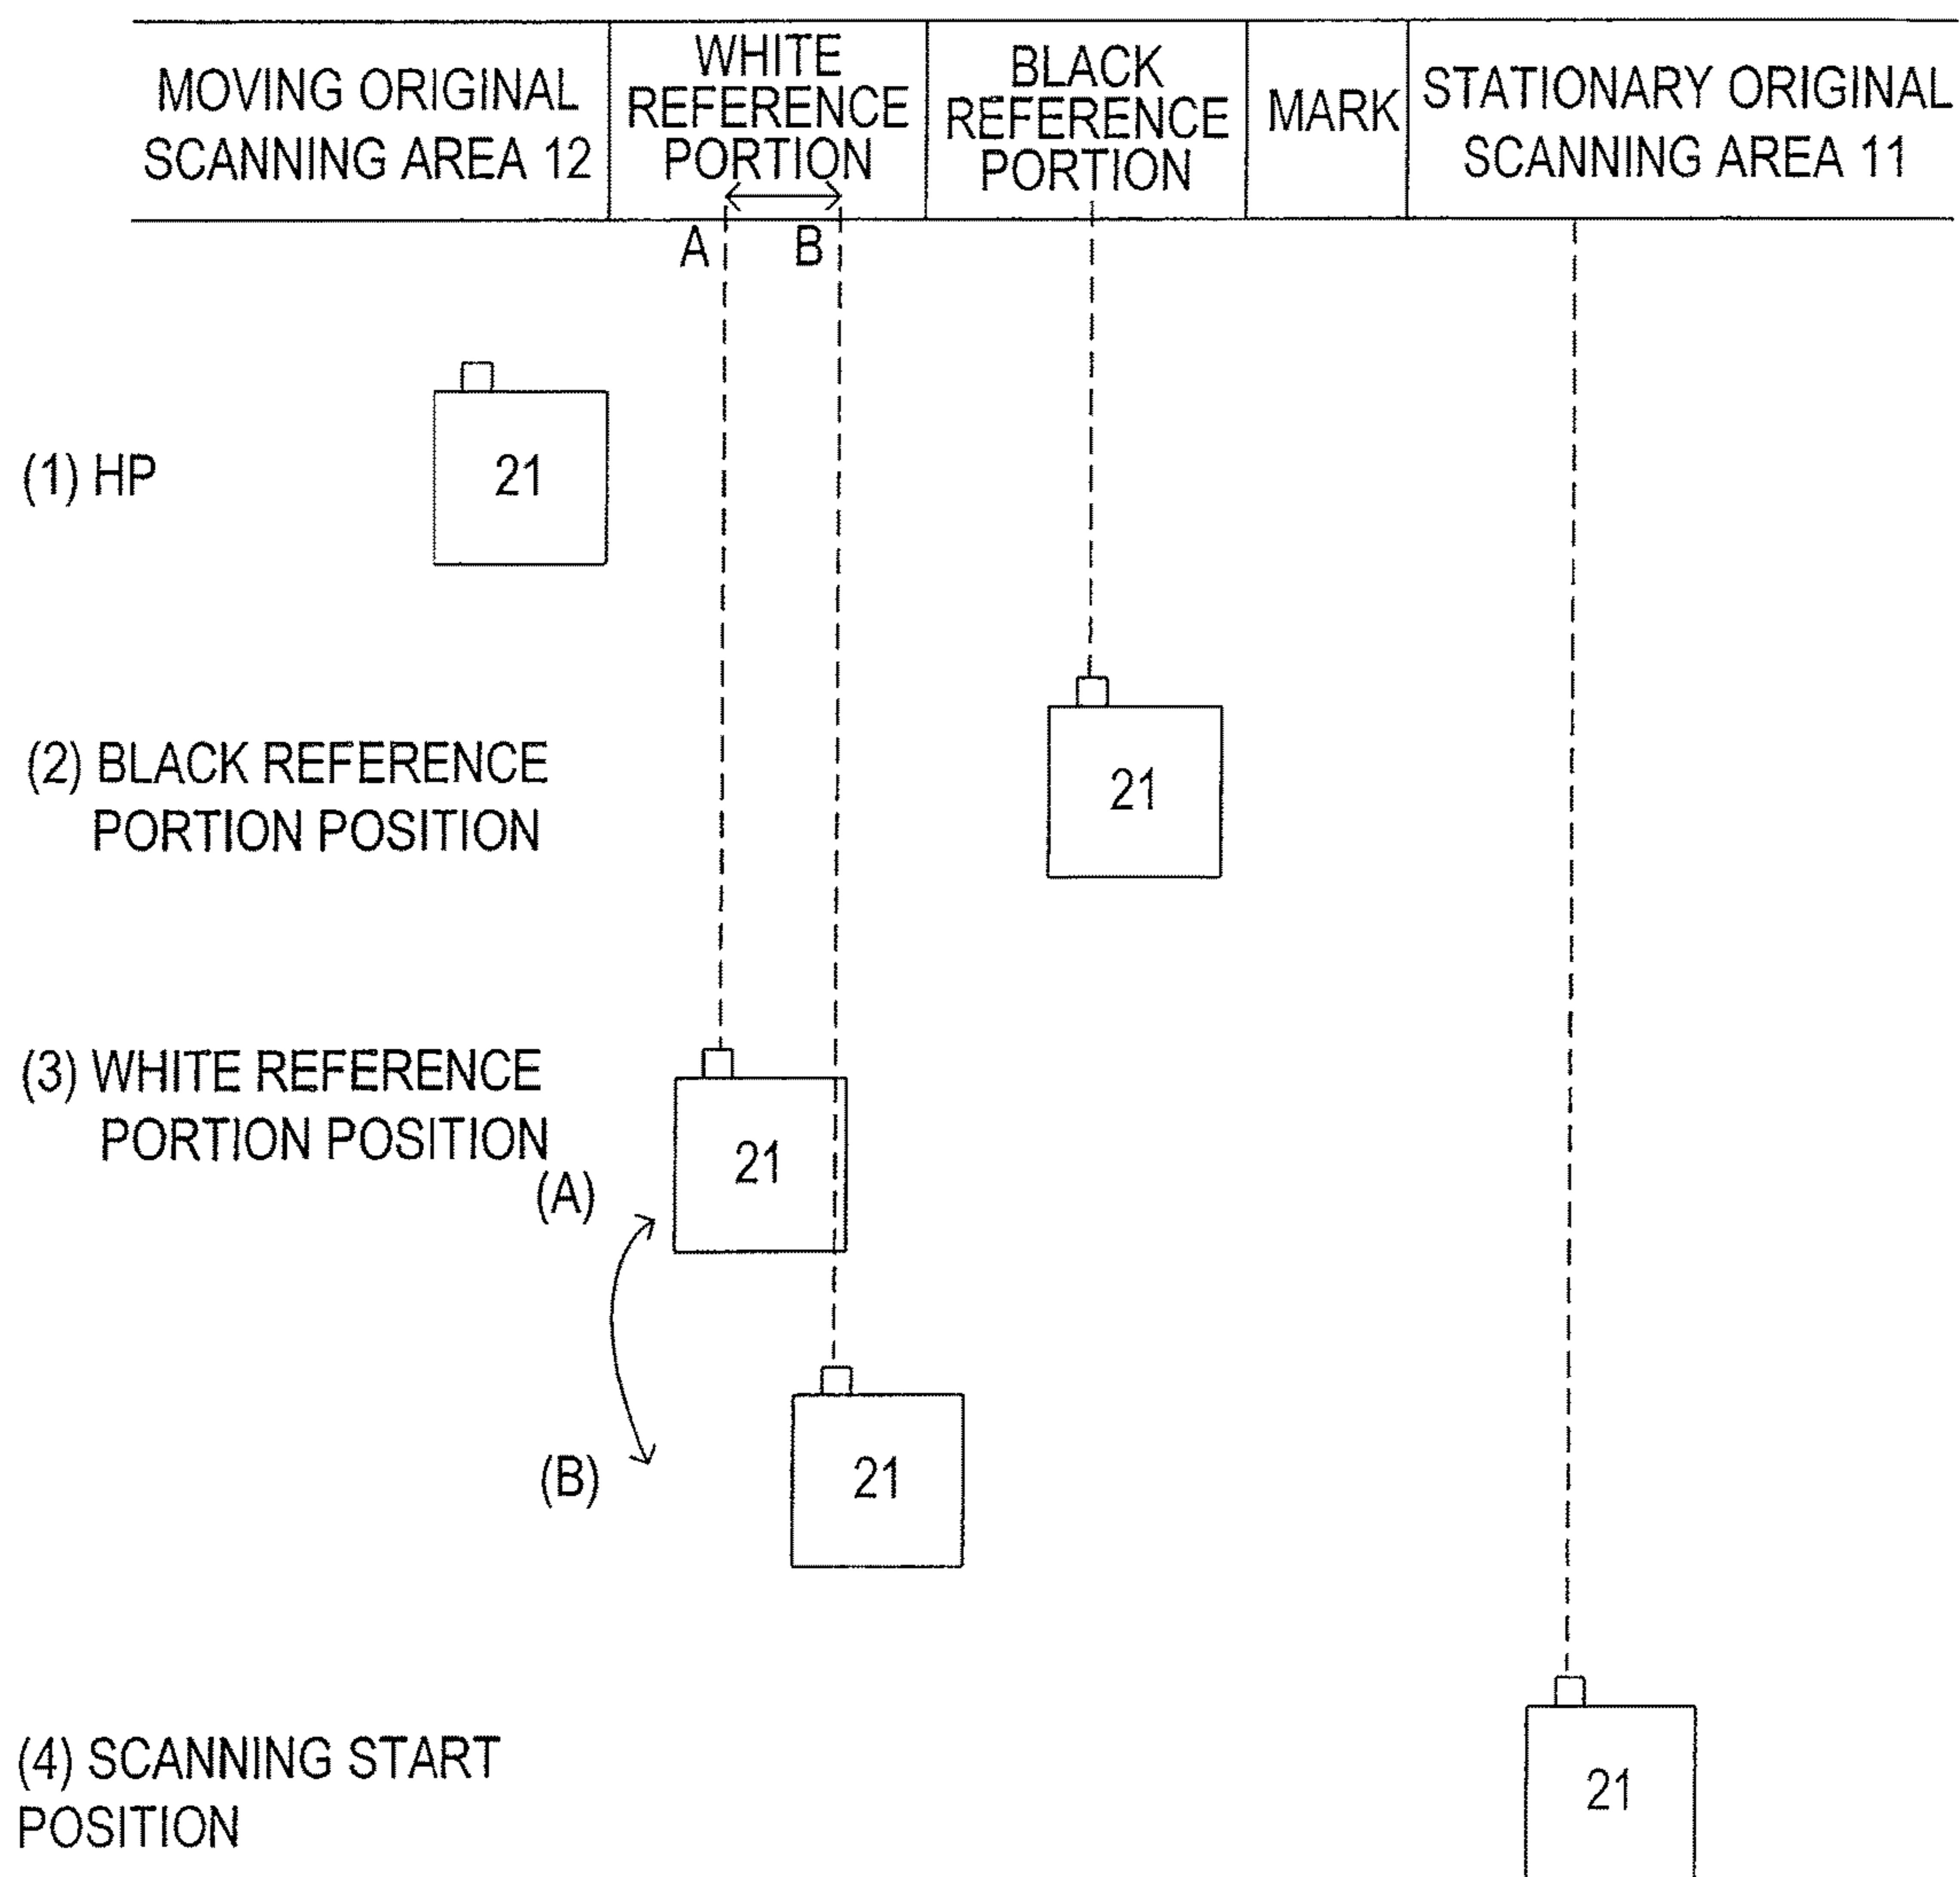 MOVING ORIGINAL
SCANNING AREA 12
WHITE
REFERENCE
PORTION
BLACK
REFERENCE
PORTION
MARK
STATIONARY ORIGINAL
SCANNING AREA 11
A
B
(1) HP
21
(2) BLACK REFERENCE
PORTION POSITION
21
(3) WHITE REFERENCE
PORTION POSITION
(A)
21
(B)
21
(4) SCANNING START
POSITION
21